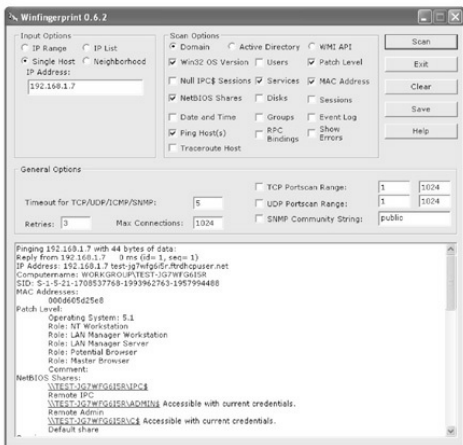 Winfingerprint 0.6.2
Input Options
IP Range
IP List
Single Host
Neighborhood
IP Address:
192.168.1.7
Scan Options
Domain
Active Directory
WMI API
Win32 OS Version
Users
Patch Level
Null IPC$ Sessions
Services
MAC Address
NetBIOS Shares
Disks
Sessions
Date and Time
Groups
Event Log
Ping Host(s)
RPC Bindings
Show Errors
Traceroute Host
Scan
Exit
Clear
Save
Help
General Options
Timeout for TCP/UDP/ICMP/SNMP:
5
Retries:
3
Max Connections:
1024
TCP Portscan Range:
1
1024
UDP Portscan Range:
1
1024
SNMP Community String:
public
Pinging 192.168.1.7 with 44 bytes of data:
Reply from 192.168.1.7 0 ms (id= 1, seq= 1)
IP Address: 192.168.1.7
Computername: WORKGROUP\TEST-JG7WFG6I5R
SID: S-1-5-21-1708537768-1993962763-1957994488
MAC Addresses:
000d605d25e8
Patch Level:
Operating System: 5.1
Role: NT Workstation
Role: LAN Manager Workstation
Role: LAN Manager Server
Role: Potential Browser
Role: Master Browser
Comment:
NetBIOS Shares:
\\TEST-JG7WFG6I5R\IPC$
Remote IPC
\\TEST-JG7WFG6I5R\ADMIN$ Accessible with current credentials.
Remote Admin
\\TEST-JG7WFG6I5R\C$ Accessible with current credentials.
Default share